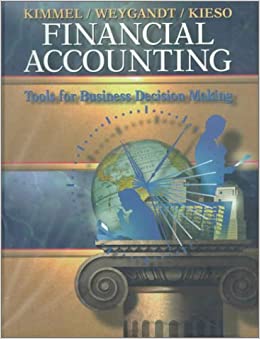 KIMMEL / WEYGANDT / KIESO
FINANCIAL
ACCOUNTING
Tools for Business Decision Making